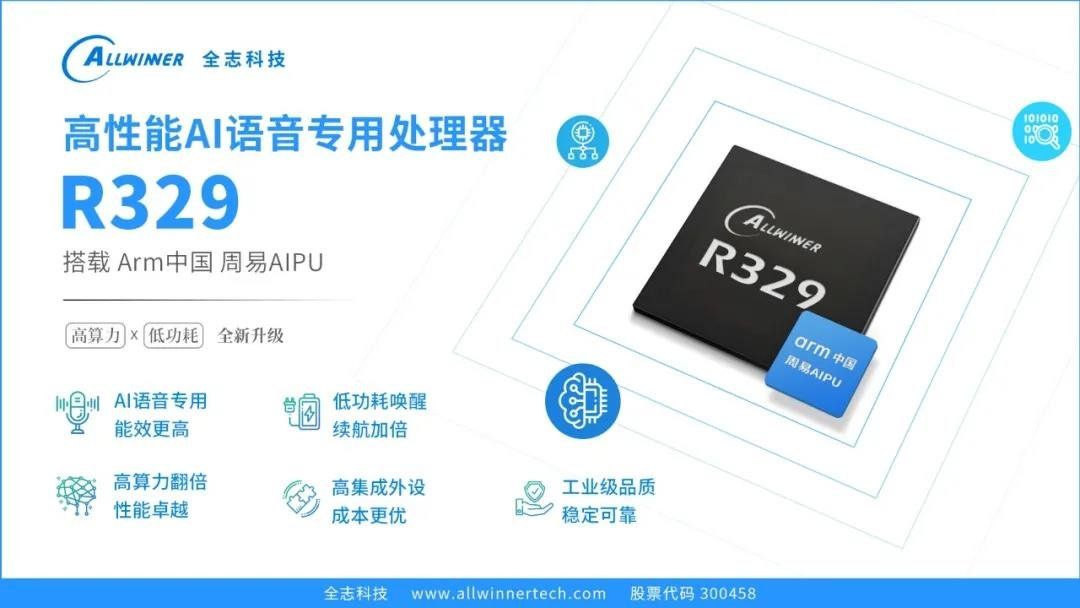 ALLWINNER 全志科技
高性能AI语音专用处理器
R329
搭载 Arm中国 周易AIPU
高算力 x 低功耗 全新升级
AI语音专用
能效更高
低功耗唤醒
续航加倍
高算力翻倍
性能卓越
高集成外设
成本更优
工业级品质
稳定可靠
101010
10
ALLWINNER
R329
arm 中国
周易AIPU
全志科技 www.allwinnertech.com 股票代码 300458